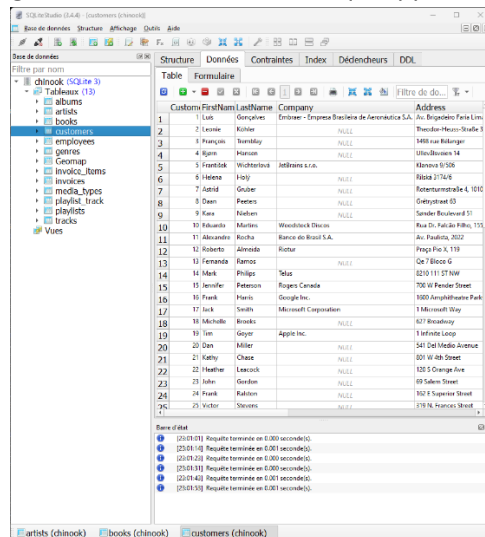 SQLiteStudio (3.4.4) - [customers (chinook)]
Base de données Structure Affichage Outils Aide
Base de données
Filtre par nom
chinook (SQLite 3)
Tableaux (13)
albums
artists
books
customers
employees
genres
Geomap
invoice_items
invoices
media_types
playlist_track
playlists
tracks
Vues
Structure Données Contraintes Index Déclencheurs DDL
Table Formulaire
Filtre de do...
Custom FirstName LastName Company Address
1 1 Luís Gonçalves Embraer - Empresa Brasileira de Aeronáutica S.A. Av. Brigadeiro Faria Lima
2 2 Leonie Köhler NULL Theodor-Heuss-Straße 3
3 3 François Tremblay NULL 1498 rue Bélanger
4 4 Bjørn Hansen NULL Ullevålsveien 14
5 5 František Wichterlová JetBrains s.r.o. Klanova 9/506
6 6 Helena Holý NULL Rilská 3174/6
7 7 Astrid Gruber NULL Rotenturmstraße 4, 1010
8 8 Daan Peeters NULL Grétrystraat 63
9 9 Kara Nielsen NULL Sønder Boulevard 51
10 10 Eduardo Martins Woodstock Discos Rua Dr. Falcão Filho, 155,
11 11 Alexandre Rocha Banco do Brasil S.A. Av. Paulista, 2022
12 12 Roberto Almeida Riotur Praça Pio X, 119
13 13 Fernanda Ramos NULL Qe 7 Bloco G
14 14 Mark Philips Telus 8210 111 ST NW
15 15 Jennifer Peterson Rogers Canada 700 W Pender Street
16 16 Frank Harris Google Inc. 1600 Amphitheatre Park
17 17 Jack Smith Microsoft Corporation 1 Microsoft Way
18 18 Michelle Brooks NULL 627 Broadway
19 19 Tim Goyer Apple Inc. 1 Infinite Loop
20 20 Dan Miller NULL 541 Del Medio Avenue
21 21 Kathy Chase NULL 801 W 4th Street
22 22 Heather Leacock NULL 120 S Orange Ave
23 23 John Gordon NULL 69 Salem Street
24 24 Frank Ralston NULL 162 E Superior Street
25 25 Victor Stevens NULL 319 N. Frances Street
Barre d'état
[23:01:01] Requête terminée en 0.000 seconde(s).
[23:01:14] Requête terminée en 0.001 seconde(s).
[23:01:23] Requête terminée en 0.000 seconde(s).
[23:01:31] Requête terminée en 0.000 seconde(s).
[23:01:43] Requête terminée en 0.001 seconde(s).
[23:01:53] Requête terminée en 0.001 seconde(s).
artists (chinook) books (chinook) customers (chinook)